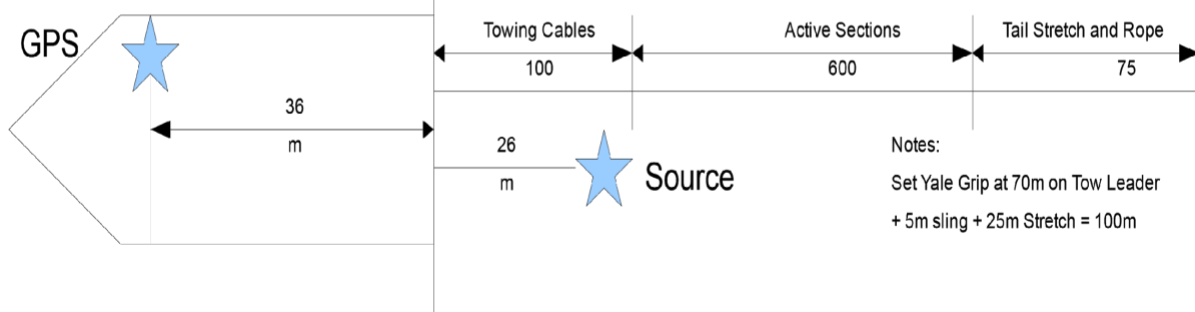 GPS
36
m
Towing Cables
100
Active Sections
600
Tail Stretch and Rope
75
26
m
Source
Notes:
Set Yale Grip at 70m on Tow Leader
+ 5m sling + 25m Stretch = 100m